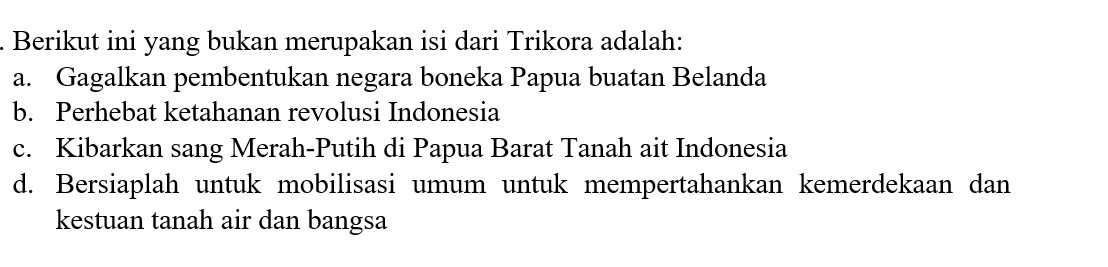 . Berikut ini yang bukan merupakan isi dari Trikora adalah:
a. Gagalkan pembentukan negara boneka Papua buatan Belanda
b. Perhebat ketahanan revolusi Indonesia
c. Kibarkan sang Merah-Putih di Papua Barat Tanah ait Indonesia
d. Bersiaplah untuk mobilisasi umum untuk mempertahankan kemerdekaan dan
kestuan tanah air dan bangsa